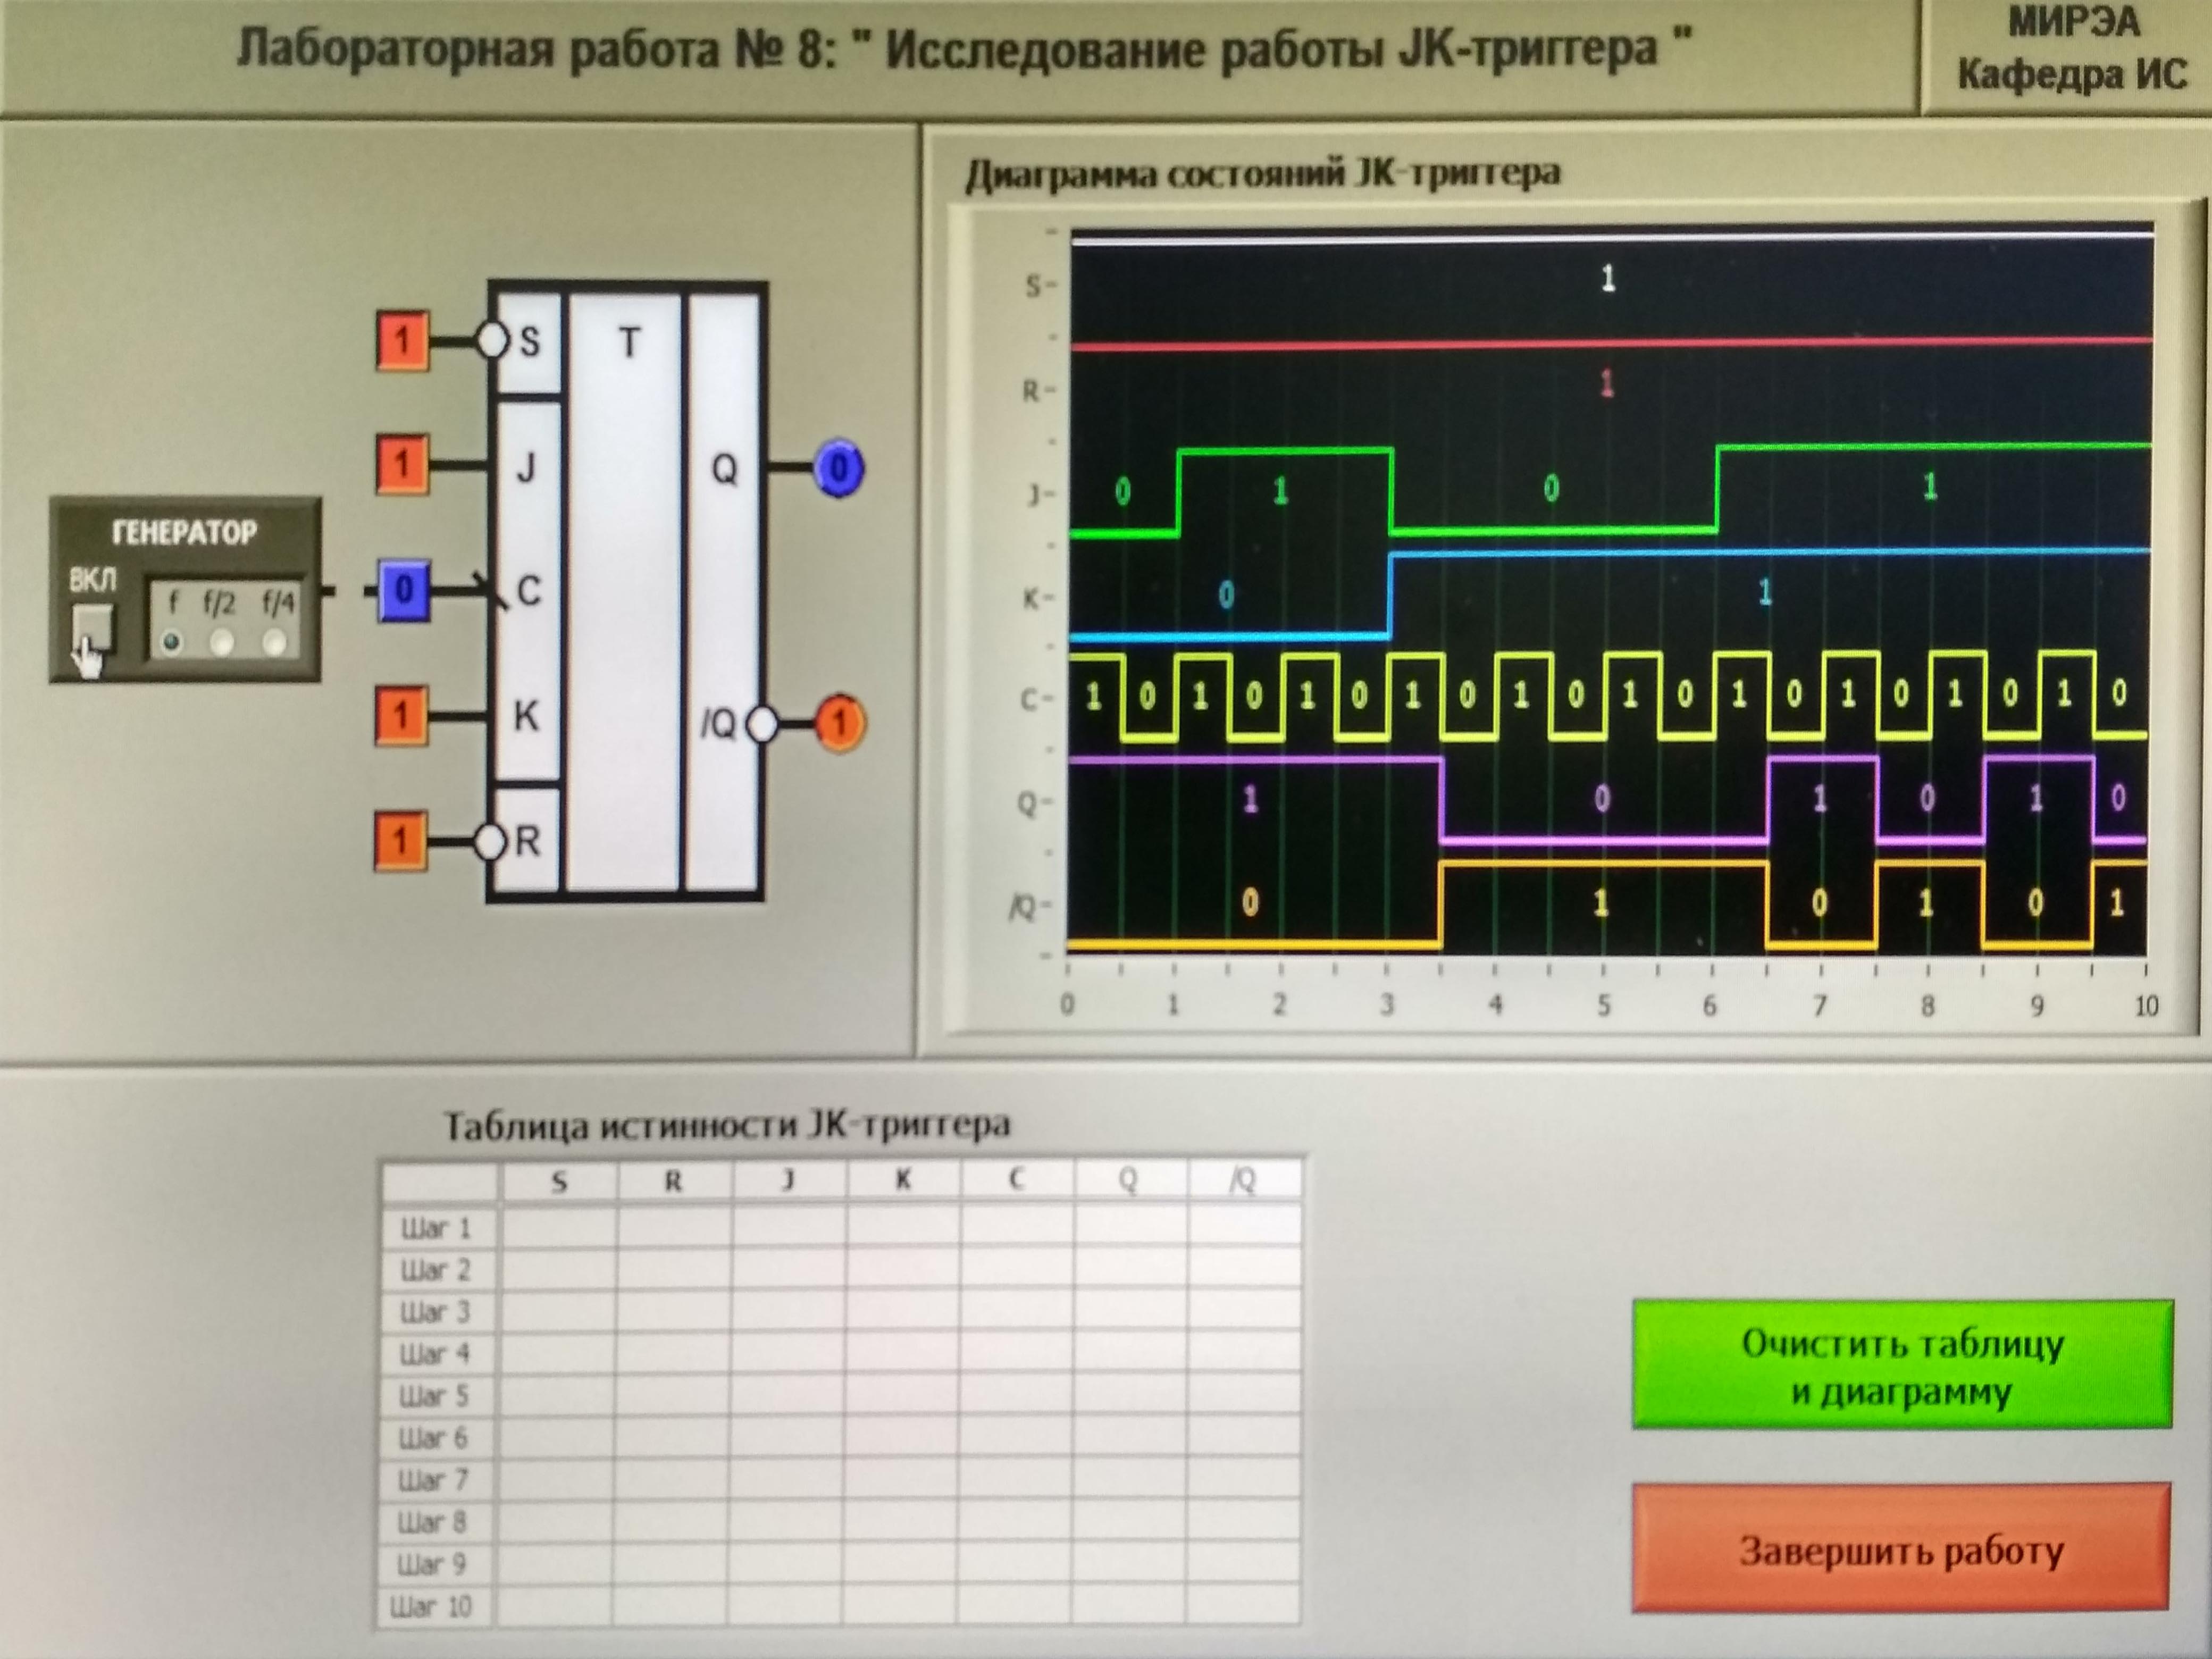 Лабораторная работа № 8: " Исследование работы JK-триггера "
МИРЭА
Кафедра ИС
Диаграмма состояний JK-триггера
ГЕНЕРАТОР
ВКЛ
f f/2 f/4
1 S T
1 J Q 0
0 C
1 K /Q 1
1 R
S 1
R 1
J 0 1 0 1
K 0 1
C 1 0 1 0 1 0 1 0 1 0 1 0 1 0 1 0 1 0 1 0
Q 1 0 1 0 1 0
/Q 0 1 0 1 0 1
0 1 2 3 4 5 6 7 8 9 10
Таблица истинности JK-триггера
S R J K C Q /Q
Шаг 1
Шаг 2
Шаг 3
Шаг 4
Шаг 5
Шаг 6
Шаг 7
Шаг 8
Шаг 9
Шаг 10
Очистить таблицу
и диаграмму
Завершить работу